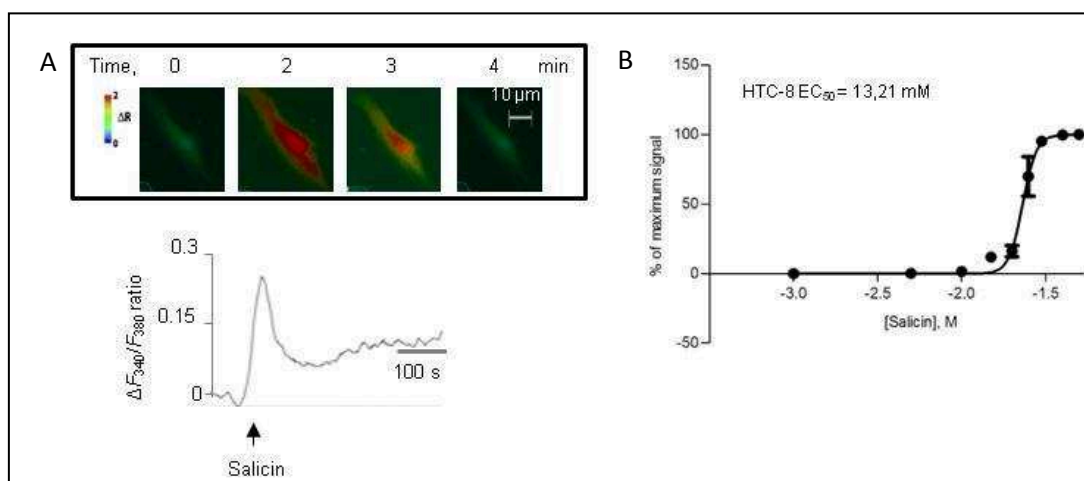 A
Time, 0 2 3 4 min
10 µm
2
ΔR
0
0.3
0.15
0
ΔF340/F380 ratio
100 s
Salicin
B
HTC-8 EC50 = 13,21 mM
150
100
50
0
-50
% of maximum signal
-3.0 -2.5 -2.0 -1.5
[Salicin], M